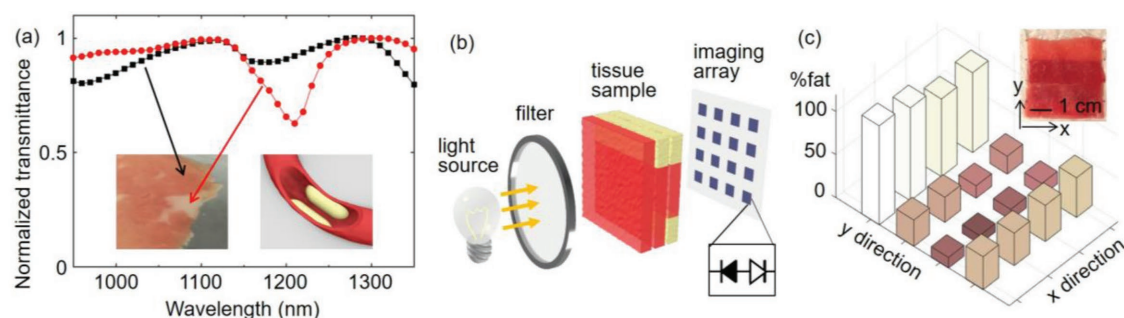 (a)
1
0.5
0
Normalized transmittance
1000
1100
1200
1300
Wavelength (nm)
(b)
light
source
filter
tissue
sample
imaging
array
(c)
%fat
100
50
0
y direction
x direction
y
x
1 cm